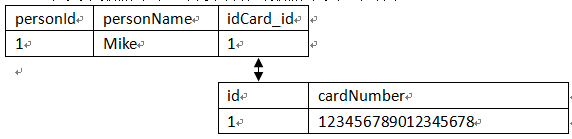 personId personName idCard_id
1 Mike 1
id cardNumber
1 123456789012345678